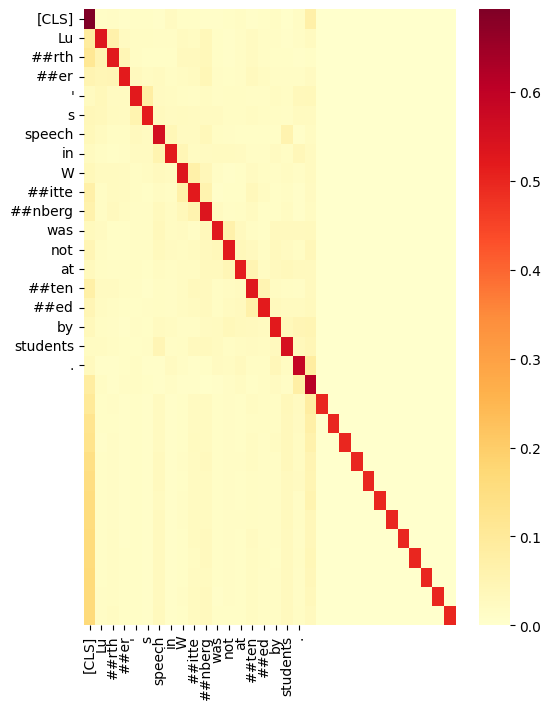 [CLS]
Lu
##rth
##er
'
s
speech
in
W
##itte
##nberg
was
not
at
##ten
##ed
by
students
.
[CLS]
Lu
##rth
##er
'
s
speech
in
W
##itte
##nberg
was
not
at
##ten
##ed
by
students
.
0.6
0.5
0.4
0.3
0.2
0.1
0.0